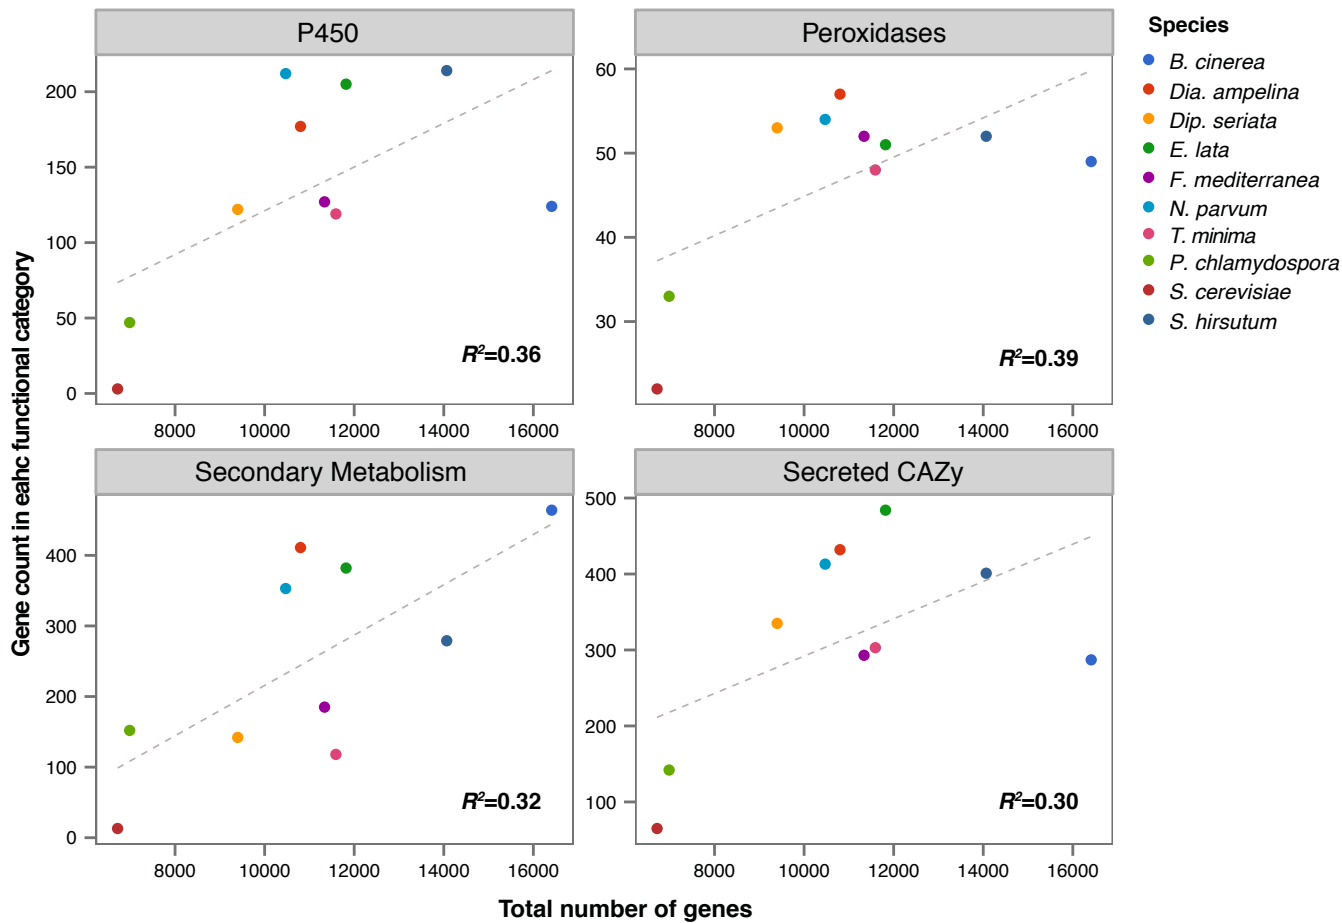 P450
Peroxidases
Species
B. cinerea
Dia. ampelina
Dip. seriata
E. lata
F. mediterranea
N. parvum
T. minima
P. chlamydospora
S. cerevisiae
S. hirsutum
200
150
100
50
0
R²=0.36
8000 10000 12000 14000 16000
60
50
40
30
R²=0.39
8000 10000 12000 14000 16000
Gene count in eahc functional category
Secondary Metabolism
Secreted CAZy
400
300
200
100
0
R²=0.32
8000 10000 12000 14000 16000
500
400
300
200
100
R²=0.30
8000 10000 12000 14000 16000
Total number of genes